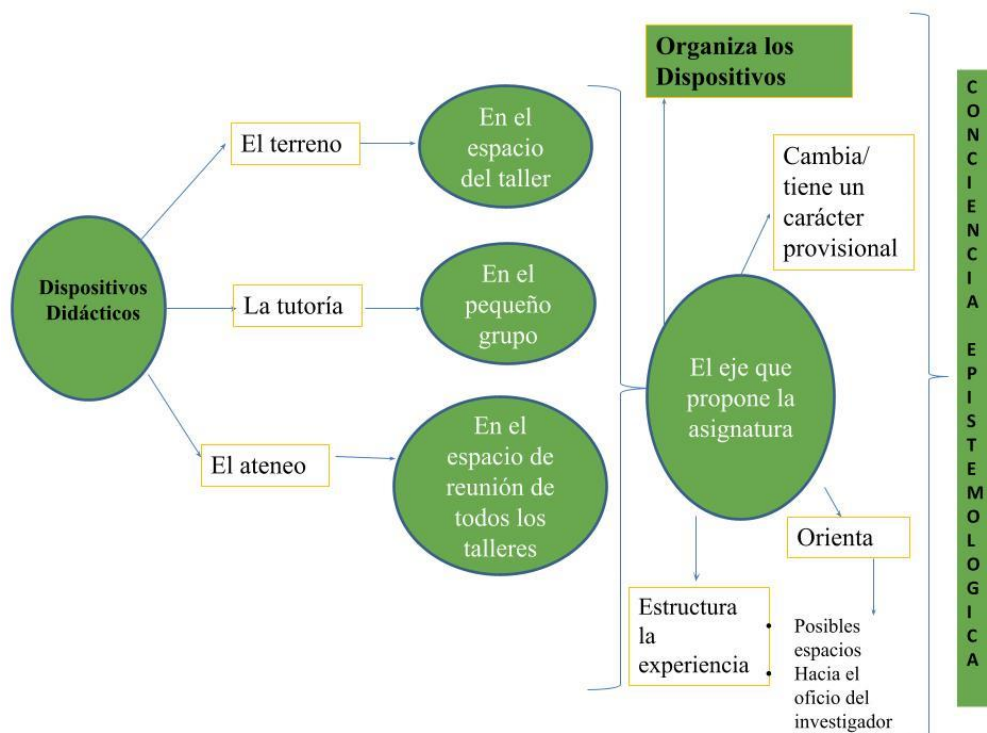 Dispositivos
Didácticos
El terreno
La tutoría
El ateneo
En el
espacio
del taller
En el
pequeño
grupo
En el
espacio de
reunión de
todos los
talleres
Organiza los
Dispositivos
Cambia/
tiene un
carácter
provisional
El eje que
propone la
asignatura
Estructura
la
experiencia
Orienta
• Posibles
espacios
• Hacia el
oficio del
investigador
CONCIENCIA EPISTEMOLOGICA